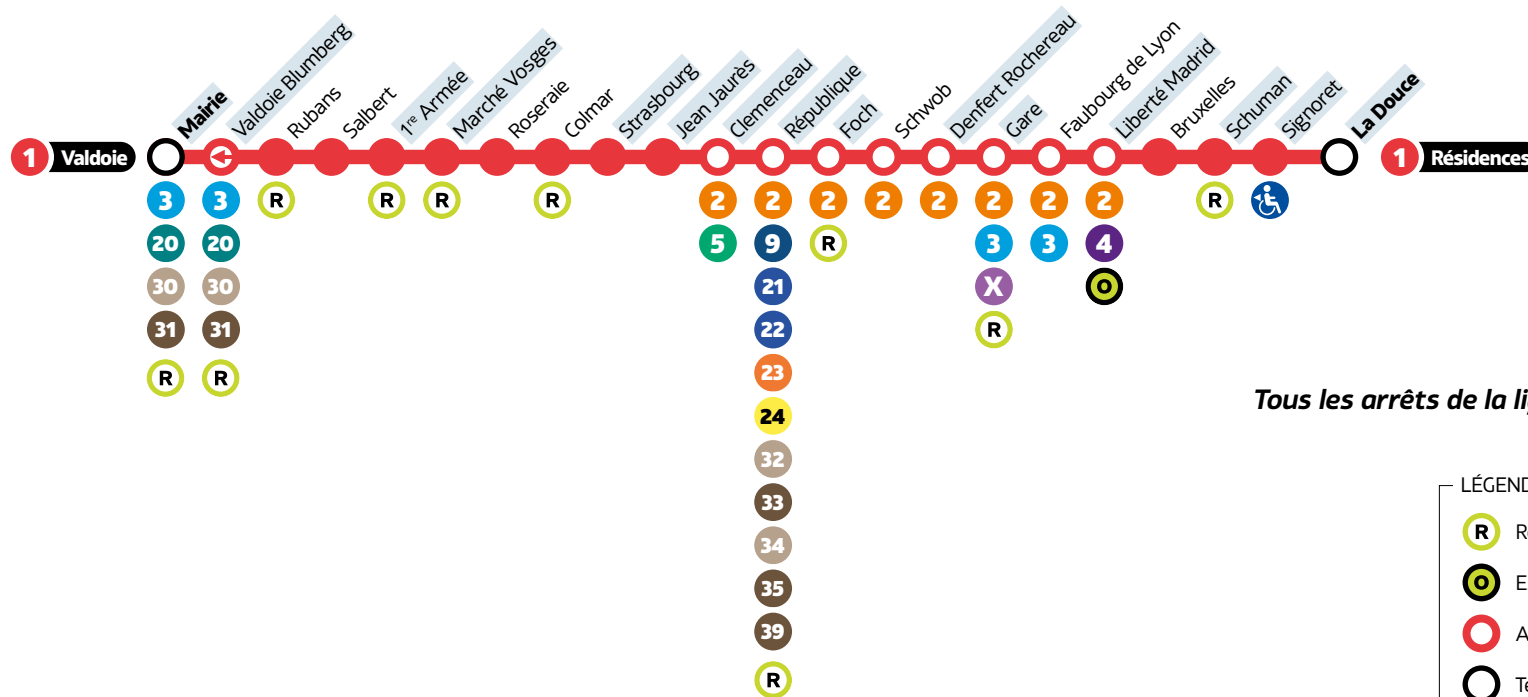 Mairie
Valdoie Blumberg
Rubans
Salbert
1re Armée
Marché Vosges
Roseraie
Colmar
Strasbourg
Jean Jaurès
Clemenceau
République
Foch
Schwob
Denfert Rochereau
Gare
Faubourg de Lyon
Liberté Madrid
Bruxelles
Schuman
Signoret
La Douce
1 Valdoie
1 Résidences
3 3 R R R R 2 2 2 2 2 2 2 2 R
20 20 5 9 R 3 3 4
30 30 21 X O
31 31 22 R
R R 23
24
32
33
34
35
39
R
Tous les arrêts de la
LÉGEND
R
O